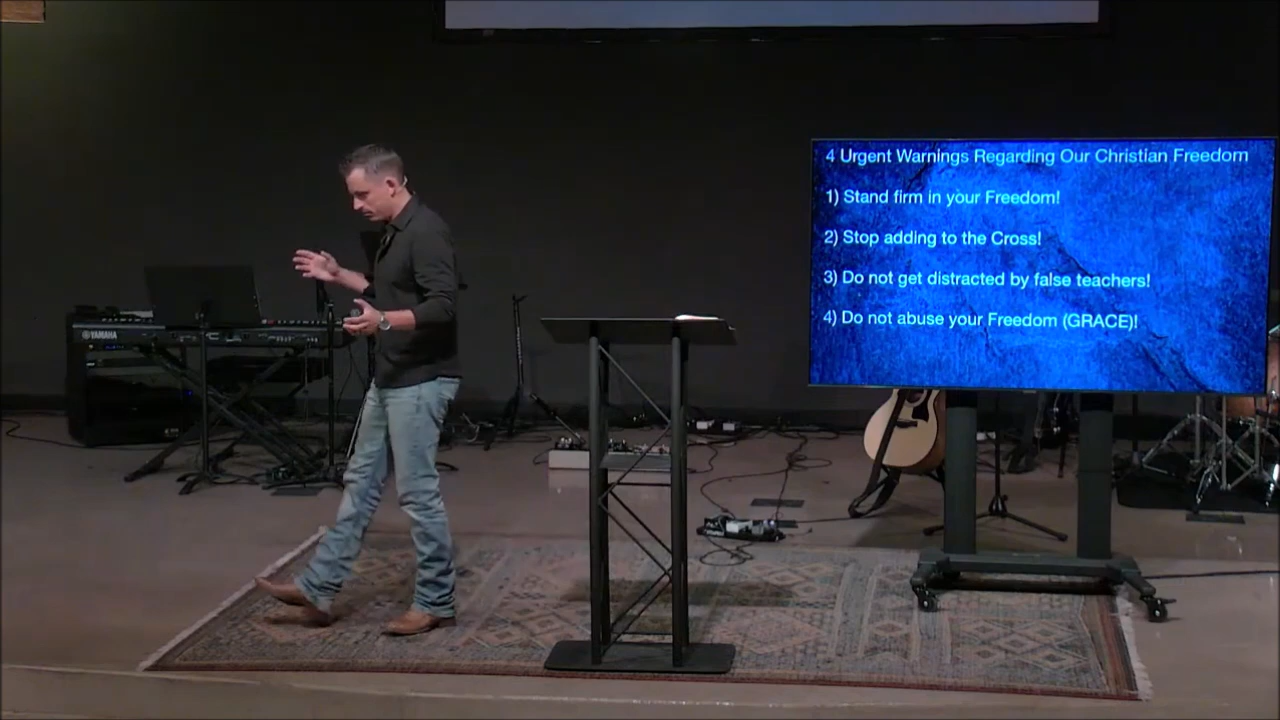 4 Urgent Warnings Regarding Our Christian Freedom
1) Stand firm in your Freedom!
2) Stop adding to the Cross!
3) Do not get distracted by false teachers!
4) Do not abuse your Freedom (GRACE)!
YAMAHA